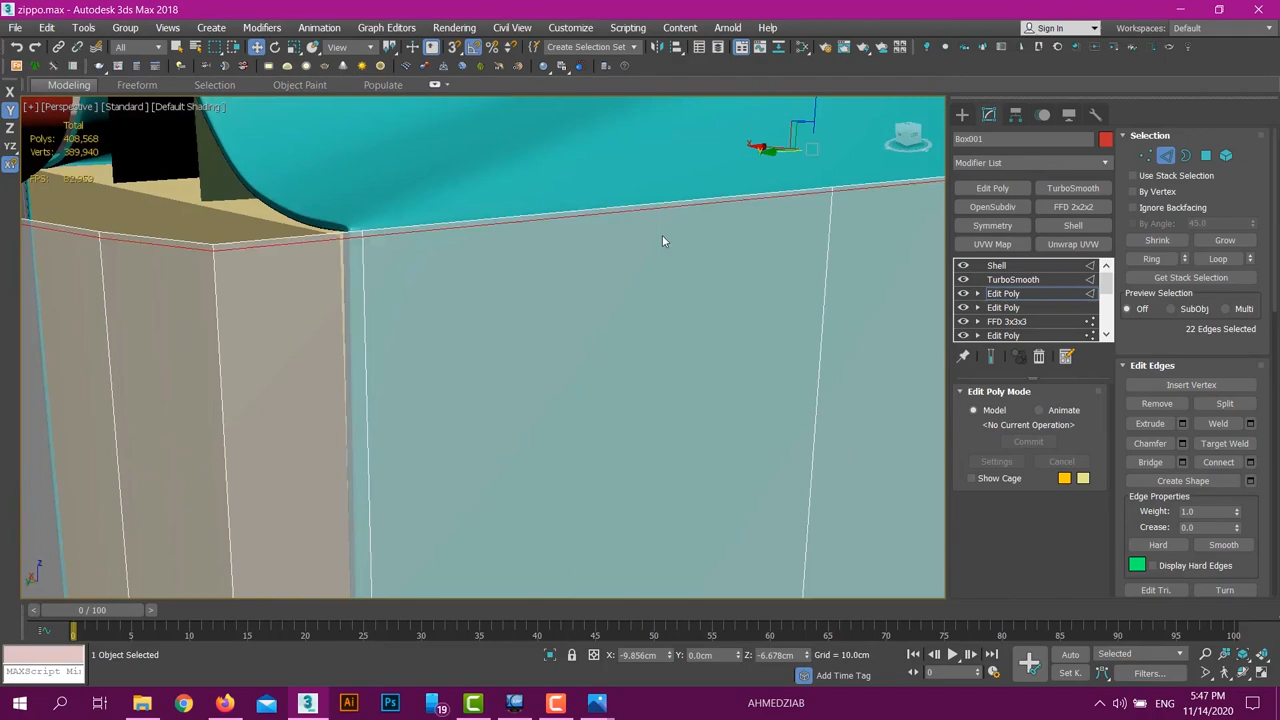 zippo.max - Autodesk 3ds Max 2018
File Edit Tools Group Views Create Modifiers Animation Graph Editors Rendering Civil View Customize Scripting Content Arnold Help Sign In Workspaces: Default
All View Create Selection Set
Modeling Freeform Selection Object Paint Populate
X
Y
Z
YZ
[+] [Perspective] [Standard] [Default Shading]
Total
Polys: 408,568
Verts: 389,940
FPS:
z
Box001
Modifier List
Edit Poly TurboSmooth
OpenSubdiv FFD 2x2x2
Symmetry Shell
UVW Map Unwrap UVW
Shell
TurboSmooth
Edit Poly
Edit Poly
FFD 3x3x3
Edit Poly
Edit Poly Mode
Model Animate
<No Current Operation>
Commit
Settings Cancel
Show Cage
Selection
Use Stack Selection
By Vertex
Ignore Backfacing
By Angle: 45.0
Shrink Grow
Ring Loop
Get Stack Selection
Preview Selection
Off SubObj Multi
22 Edges Selected
Edit Edges
Insert Vertex
Remove Split
Extrude Weld
Chamfer Target Weld
Bridge Connect
Create Shape
Edge Properties
Weight: 1.0
Crease: 0.0
Hard Smooth
Display Hard Edges
Edit Tri. Turn
0 / 100
0 5 10 15 20 25 30 35 40 45 50 55 60 65 70 75 80 85 90 95 100
1 Object Selected
MAXScript Mi
X: -9.856cm Y: 0.0cm Z: -6.678cm Grid = 10.0cm
Add Time Tag
Auto Selected
Set K. Filters...
0
19
AHMEDZIAB
ENG
5:47 PM
11/14/2020